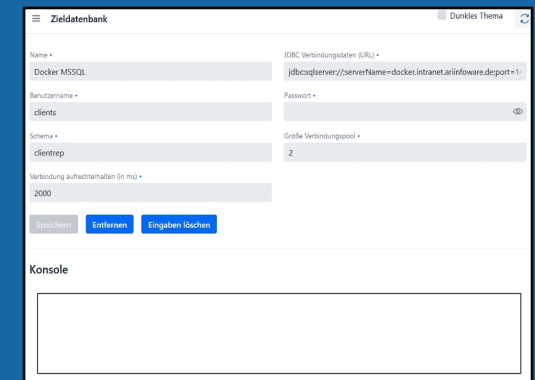 Zieldatenbank
Dunkles Thema
Name •
JDBC Verbindungsdaten (URL) •
Docker MSSQL
jdbc:sqlserver://;serverName=docker.intranet.ariinfoware.de;port=14
Benutzername •
Passwort •
clients
Schema •
Größe Verbindungspool •
clientrep
2
Verbindung aufrechterhalten (in ms) •
2000
Speichern
Entfernen
Eingaben löschen
Konsole